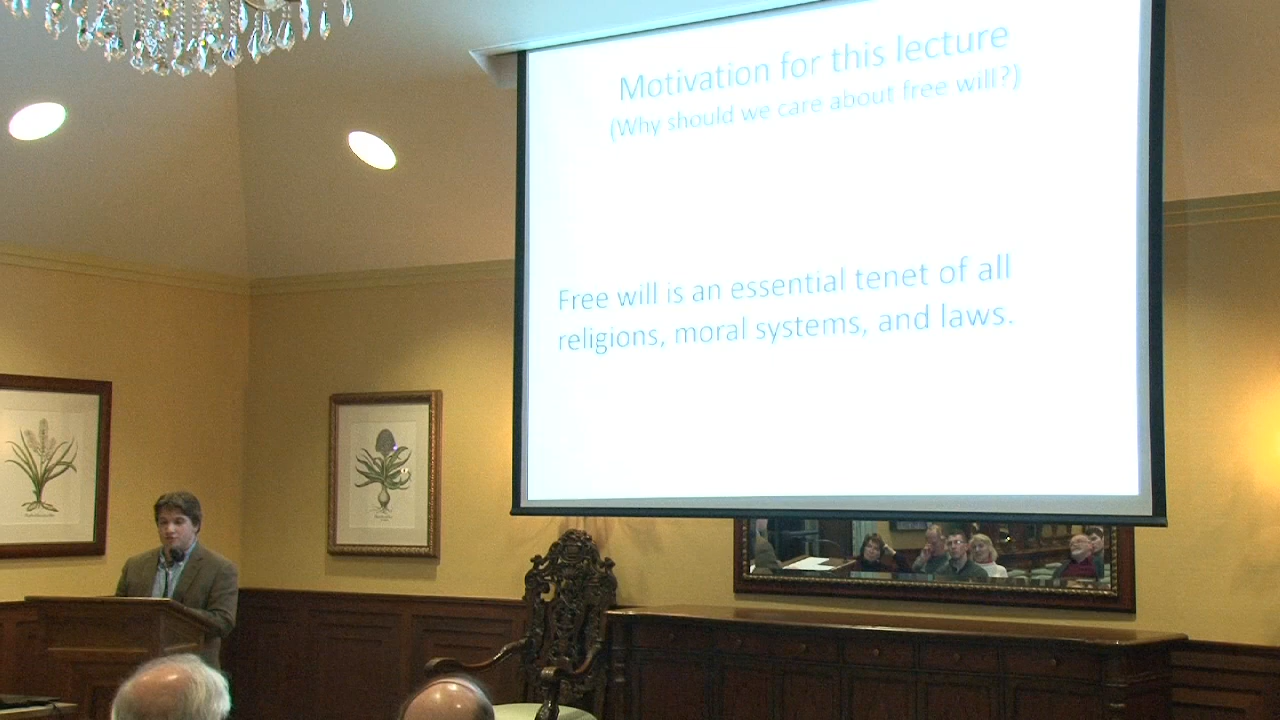 Motivation for this lecture
(Why should we care about free will?)
Free will is an essential tenet of all
religions, moral systems, and laws.